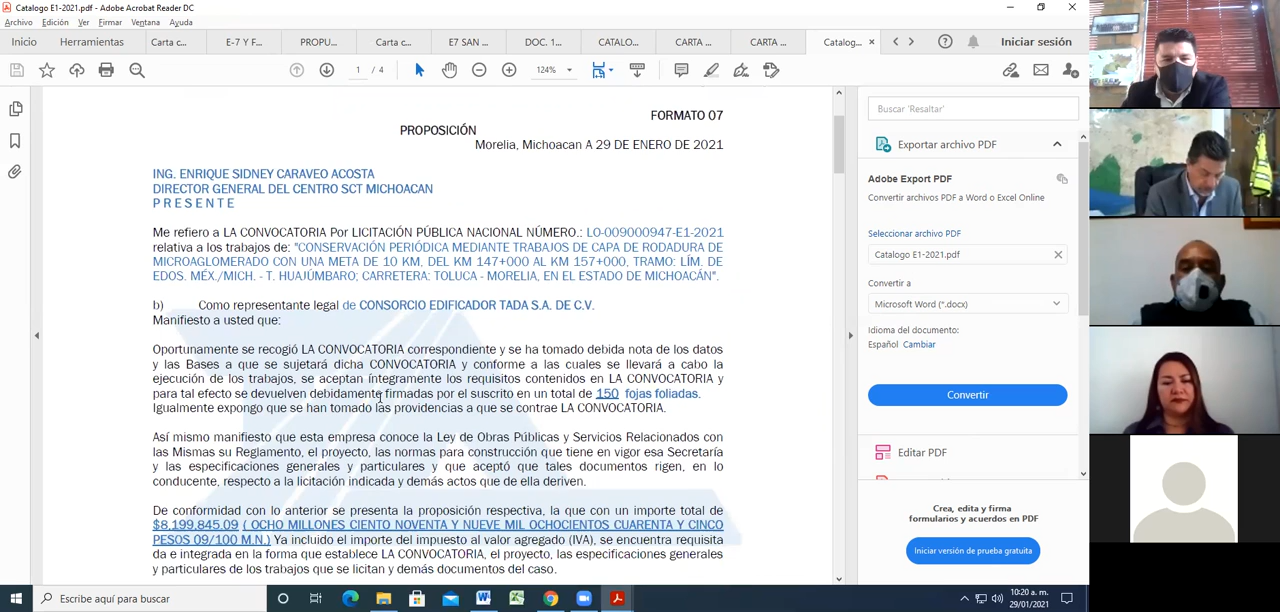 Catalogo E1-2021.pdf - Adobe Acrobat Reader DC
Archivo Edición Ver Firmar Ventana Ayuda
Inicio Herramientas Carta c... E-7 Y F... PROPU... Carta c... E7 SAN ... DOC. 1... CATALO... CARTA ... CARTA ... Catalog... × Iniciar sesión
1 / 4 124%
FORMATO 07
PROPOSICIÓN
Morelia, Michoacan A 29 DE ENERO DE 2021
ING. ENRIQUE SIDNEY CARAVEO ACOSTA
DIRECTOR GENERAL DEL CENTRO SCT MICHOACAN
P R E S E N T E
Me refiero a LA CONVOCATORIA Por LICITACIÓN PÚBLICA NACIONAL NÚMERO.: LO-009000947-E1-2021
relativa a los trabajos de: "CONSERVACIÓN PERIÓDICA MEDIANTE TRABAJOS DE CAPA DE RODADURA DE
MICROAGLOMERADO CON UNA META DE 10 KM, DEL KM 147+000 AL KM 157+000, TRAMO: LÍM. DE
EDOS. MÉX./MICH. - T. HUAJÚMBARO; CARRETERA: TOLUCA - MORELIA, EN EL ESTADO DE MICHOACÁN".
b) Como representante legal de CONSORCIO EDIFICADOR TADA S.A. DE C.V.
Manifiesto a usted que:
Oportunamente se recogió LA CONVOCATORIA correspondiente y se ha tomado debida nota de los datos
y las Bases a que se sujetará dicha CONVOCATORIA y conforme a las cuales se llevará a cabo la
ejecución de los trabajos, se aceptan íntegramente los requisitos contenidos en LA CONVOCATORIA y
para tal efecto se devuelven debidamente firmadas por el suscrito en un total de 150 fojas foliadas.
Igualmente expongo que se han tomado las providencias a que se contrae LA CONVOCATORIA.
Así mismo manifiesto que esta empresa conoce la Ley de Obras Públicas y Servicios Relacionados con
las Mismas su Reglamento, el proyecto, las normas para construcción que tiene en vigor esa Secretaría
y las especificaciones generales y particulares y que aceptó que tales documentos rigen, en lo
conducente, respecto a la licitación indicada y demás actos que de ella deriven.
De conformidad con lo anterior se presenta la proposición respectiva, la que con un importe total de
$8,199,845.09 ( OCHO MILLONES CIENTO NOVENTA Y NUEVE MIL OCHOCIENTOS CUARENTA Y CINCO
PESOS 09/100 M.N.) Ya incluido el importe del impuesto al valor agregado (IVA), se encuentra requisita
da e integrada en la forma que establece LA CONVOCATORIA, el proyecto, las especificaciones generales
y particulares de los trabajos que se licitan y demás documentos del caso.
Buscar 'Resaltar'
Exportar archivo PDF
Adobe Export PDF
Convertir archivos PDF a Word o Excel Online
Seleccionar archivo PDF
Catalogo E1-2021.pdf ×
Convertir a
Microsoft Word (*.docx)
Idioma del documento:
Español Cambiar
Convertir
Editar PDF
Crea, edita y firma
formularios y acuerdos en PDF
Iniciar versión de prueba gratuita
Escribe aquí para buscar
10:20 a. m.
29/01/2021